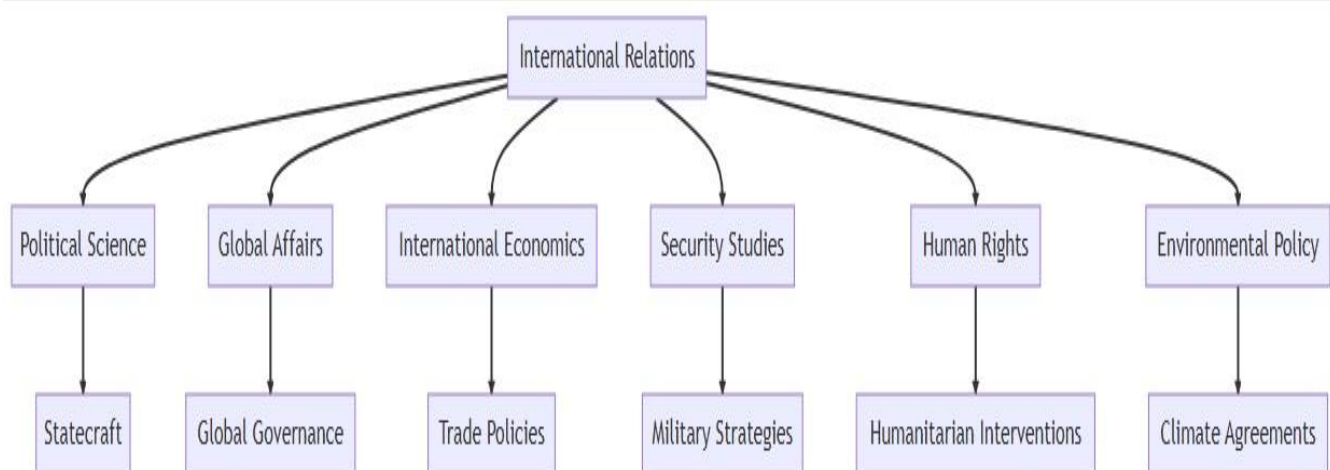 International Relations
Political Science
Global Affairs
International Economics
Security Studies
Human Rights
Environmental Policy
Statecraft
Global Governance
Trade Policies
Military Strategies
Humanitarian Interventions
Climate Agreements